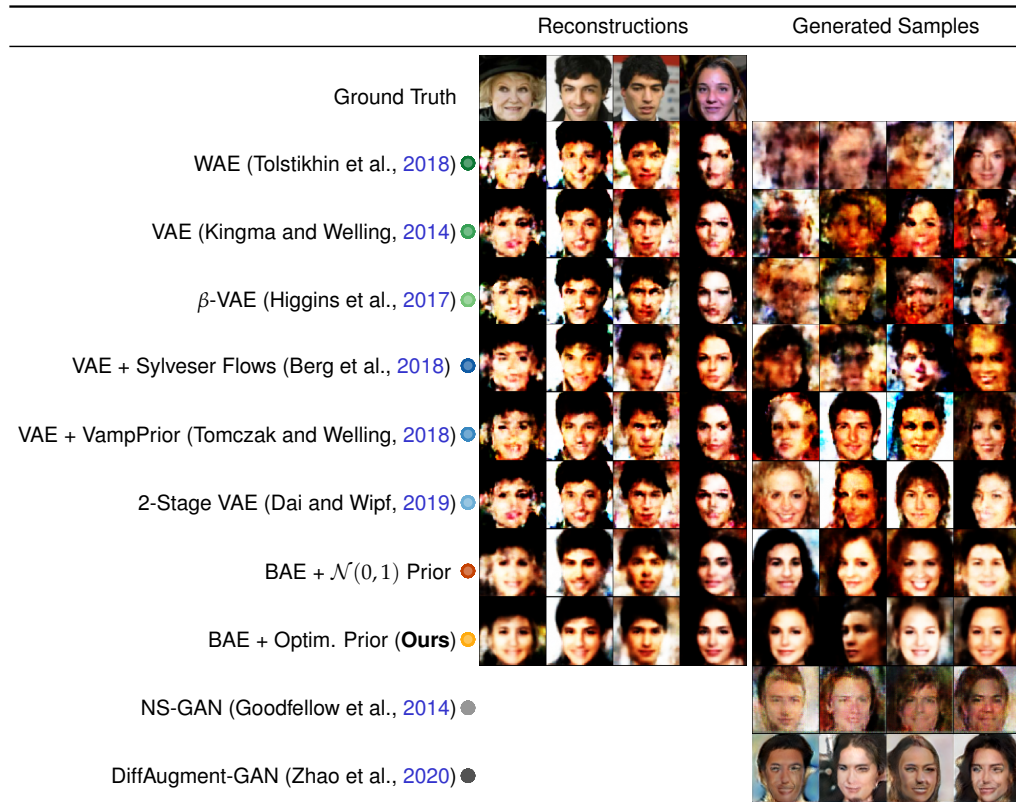 Reconstructions Generated Samples
Ground Truth
WAE (Tolstikhin et al., 2018)
VAE (Kingma and Welling, 2014)
β-VAE (Higgins et al., 2017)
VAE + Sylveser Flows (Berg et al., 2018)
VAE + VampPrior (Tomczak and Welling, 2018)
2-Stage VAE (Dai and Wipf, 2019)
BAE + 𝒩(0, 1) Prior
BAE + Optim. Prior (Ours)
NS-GAN (Goodfellow et al., 2014)
DiffAugment-GAN (Zhao et al., 2020)